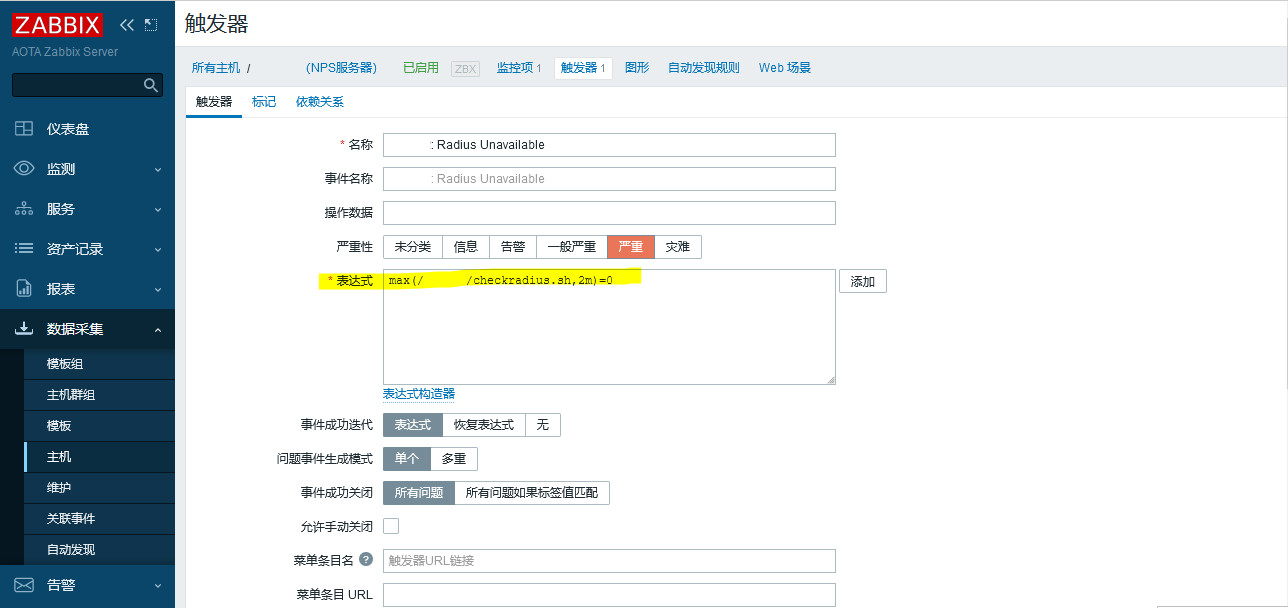 ZABBIX
AOTA Zabbix Server
仪表盘
监测
服务
资产记录
报表
数据采集
模板组
主机群组
模板
主机
维护
关联事件
自动发现
告警
触发器
所有主机 / (NPS服务器) 已启用 ZBX 监控项 1 触发器 1 图形 自动发现规则 Web 场景
触发器 标记 依赖关系
* 名称 : Radius Unavailable
事件名称 : Radius Unavailable
操作数据
严重性 未分类 信息 告警 一般严重 严重 灾难
* 表达式 max(/ /checkradius.sh,2m)=0 添加
表达式构造器
事件成功迭代 表达式 恢复表达式 无
问题事件生成模式 单个 多重
事件成功关闭 所有问题 所有问题如果标签值匹配
允许手动关闭
菜单条目名 ? 触发器URL链接
菜单条目 URL